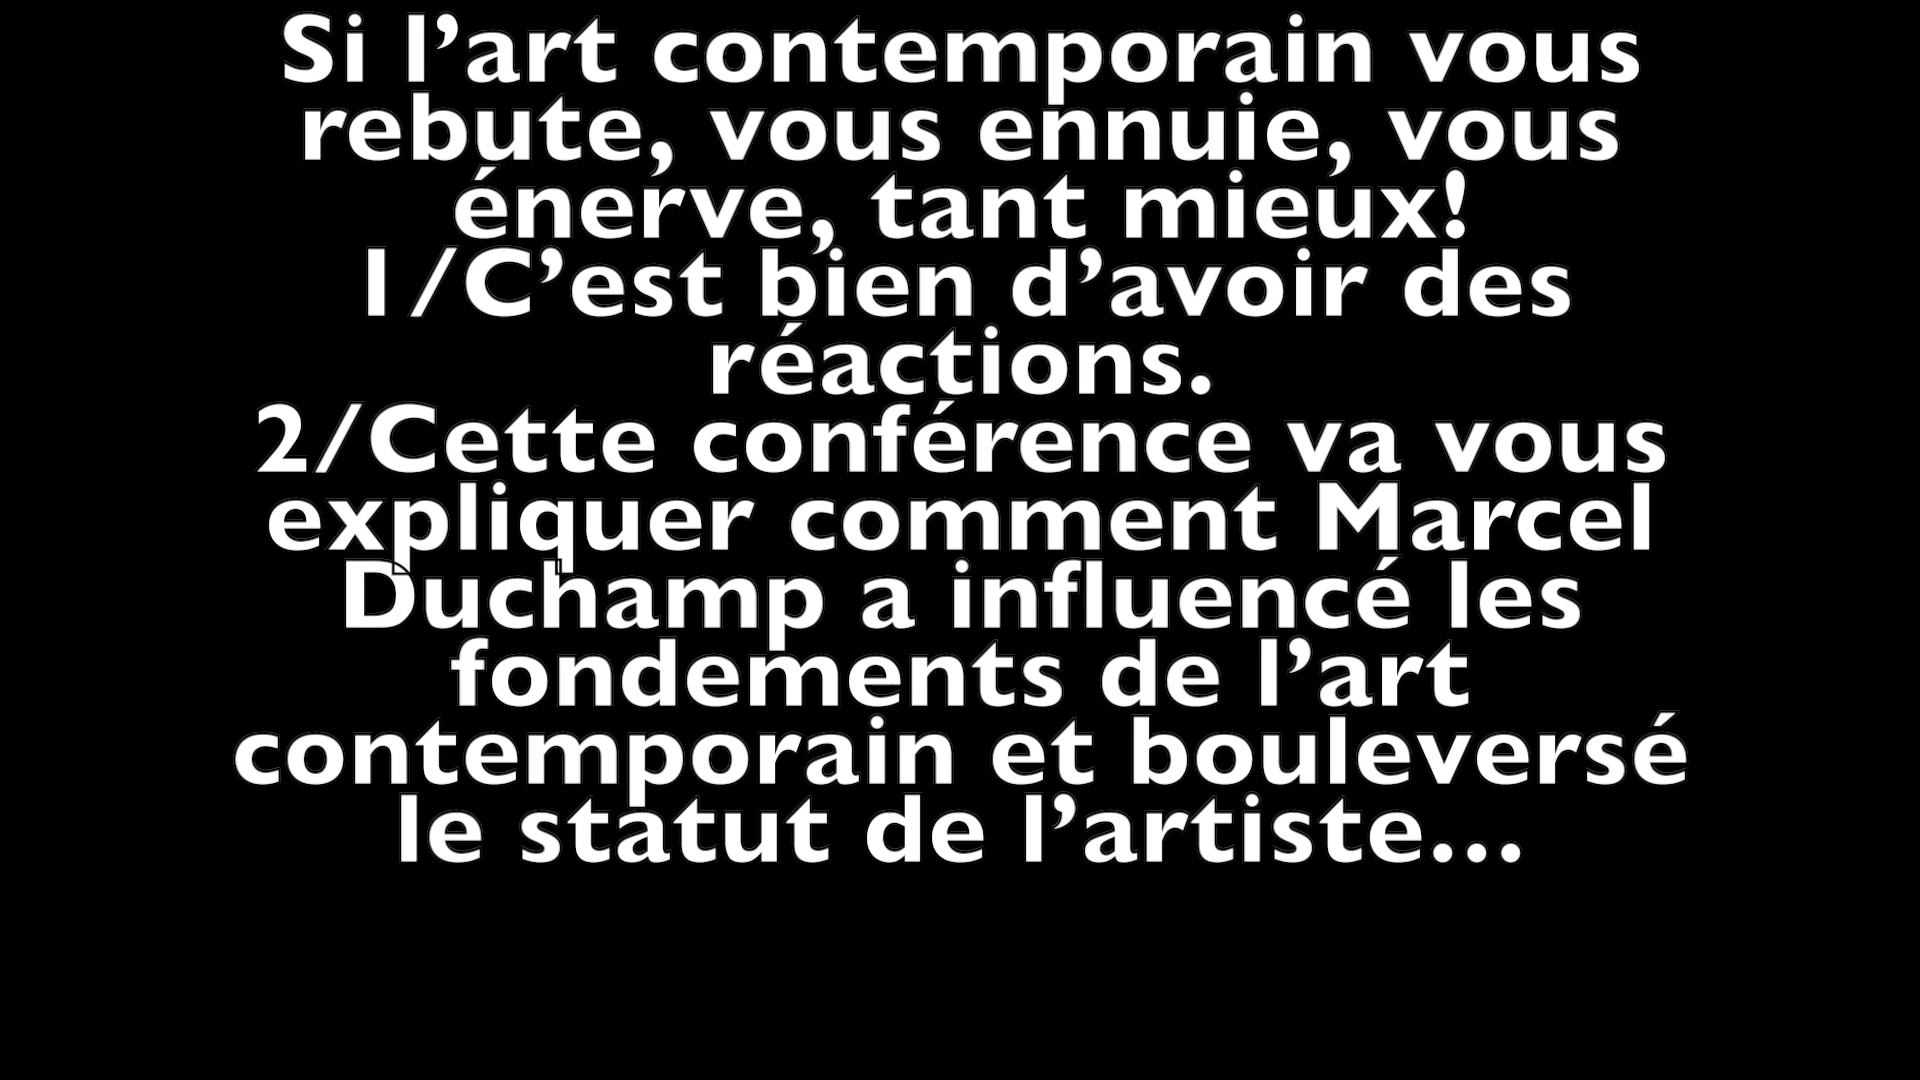 Si l’art contemporain vous
rebute, vous ennuie, vous
énerve, tant mieux!
1/C’est bien d’avoir des
réactions.
2/Cette conférence va vous
expliquer comment Marcel
Duchamp a influencé les
fondements de l’art
contemporain et bouleversé
le statut de l’artiste...